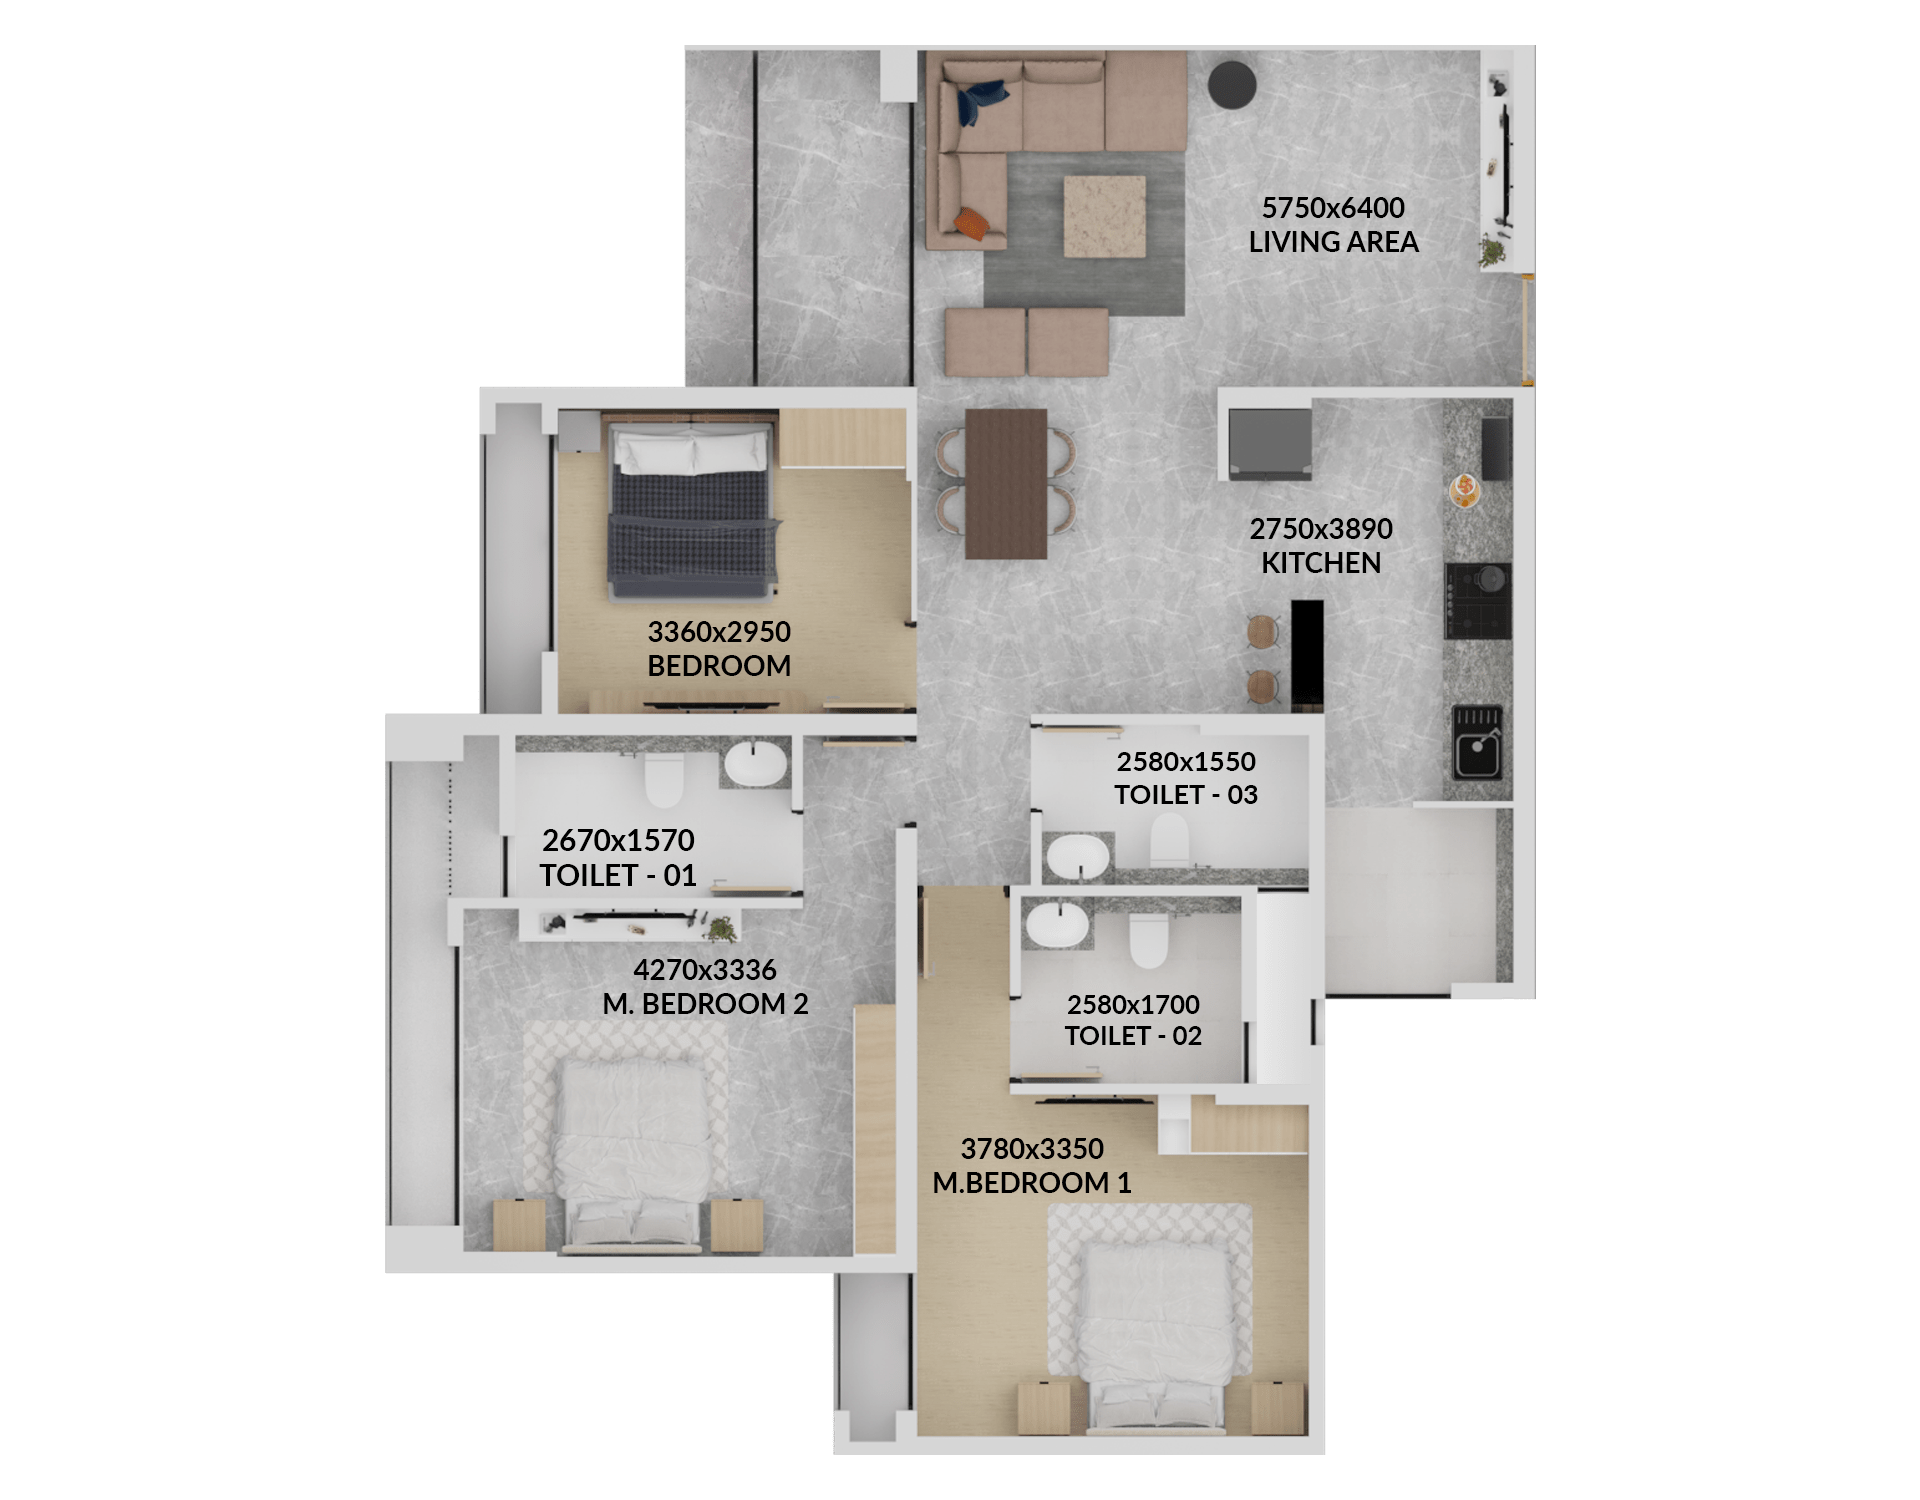 5750x6400
LIVING AREA
2750x3890
KITCHEN
3360x2950
BEDROOM
2580x1550
TOILET - 03
2670x1570
TOILET - 01
4270x3336
M. BEDROOM 2
2580x1700
TOILET - 02
3780x3350
M.BEDROOM 1